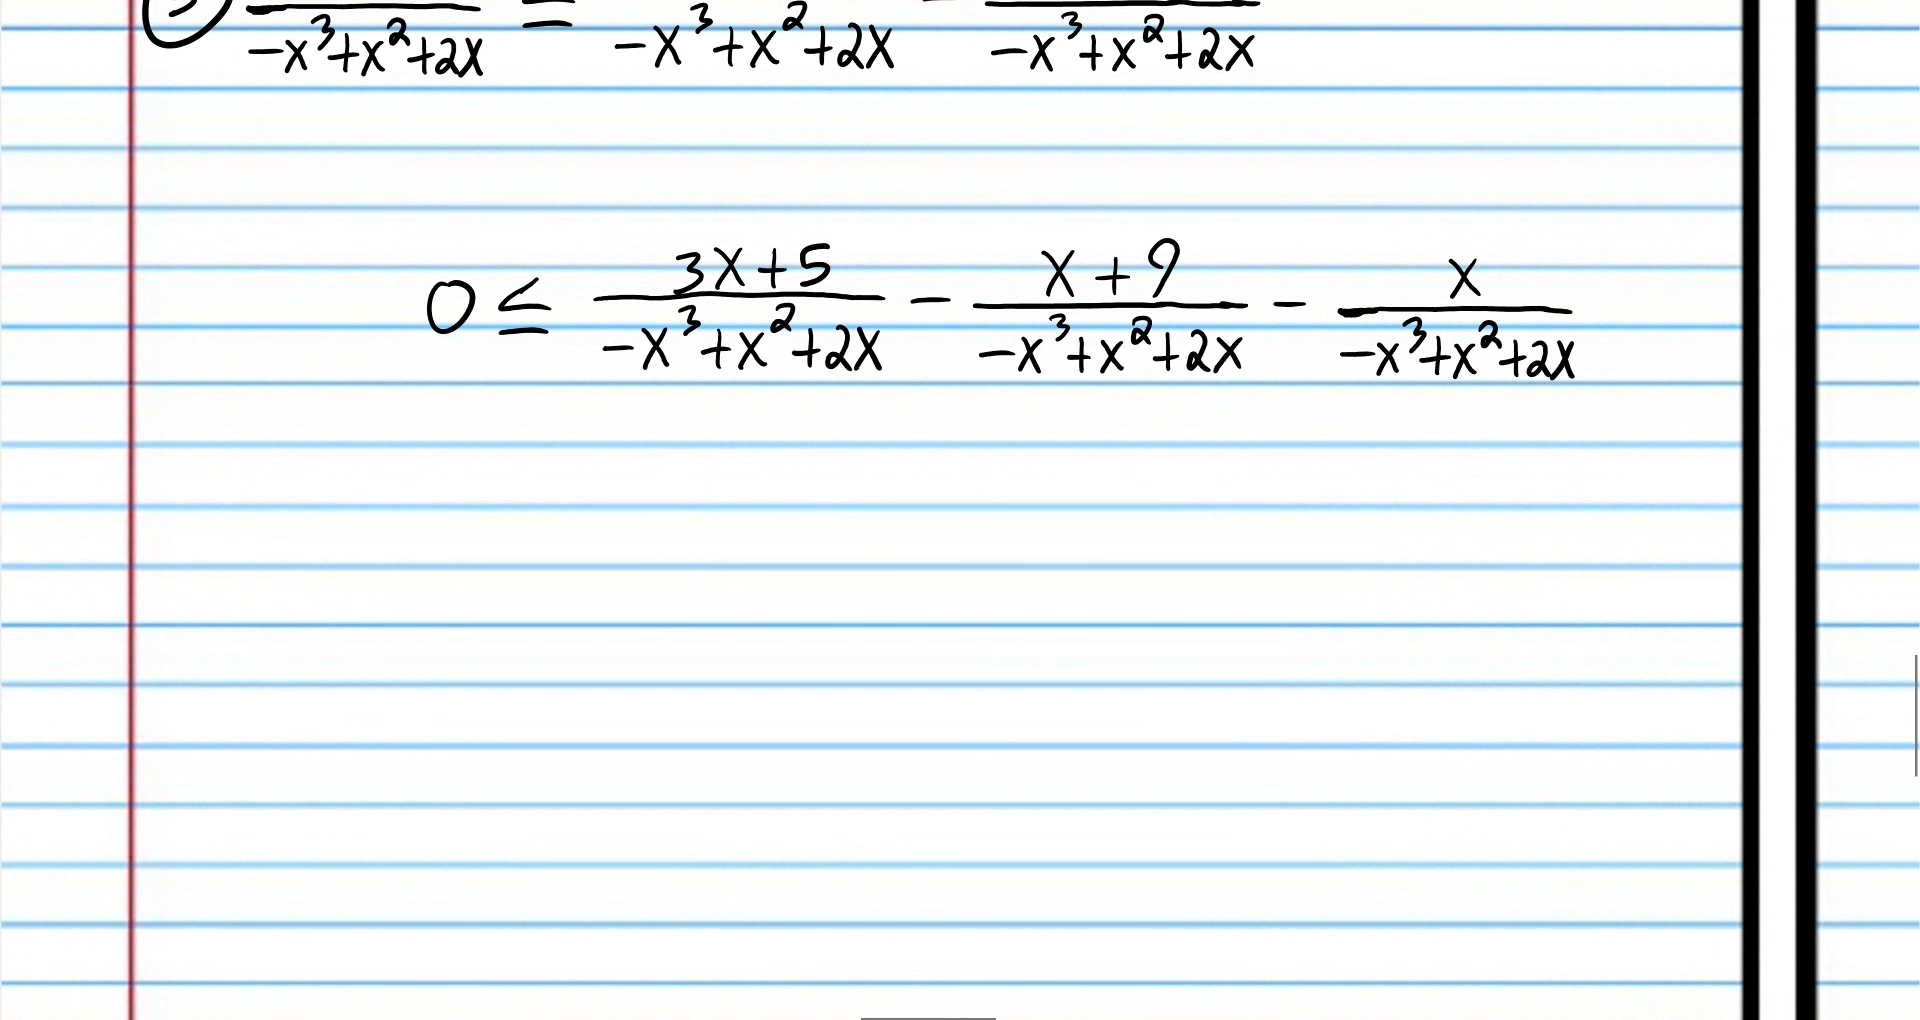 -x³+x²+2x ≤ -x³+x²+2x - -x³+x²+2x
0 ≤ (3x+5)/(-x³+x²+2x) - (x+9)/(-x³+x²+2x) - x/(-x³+x²+2x)